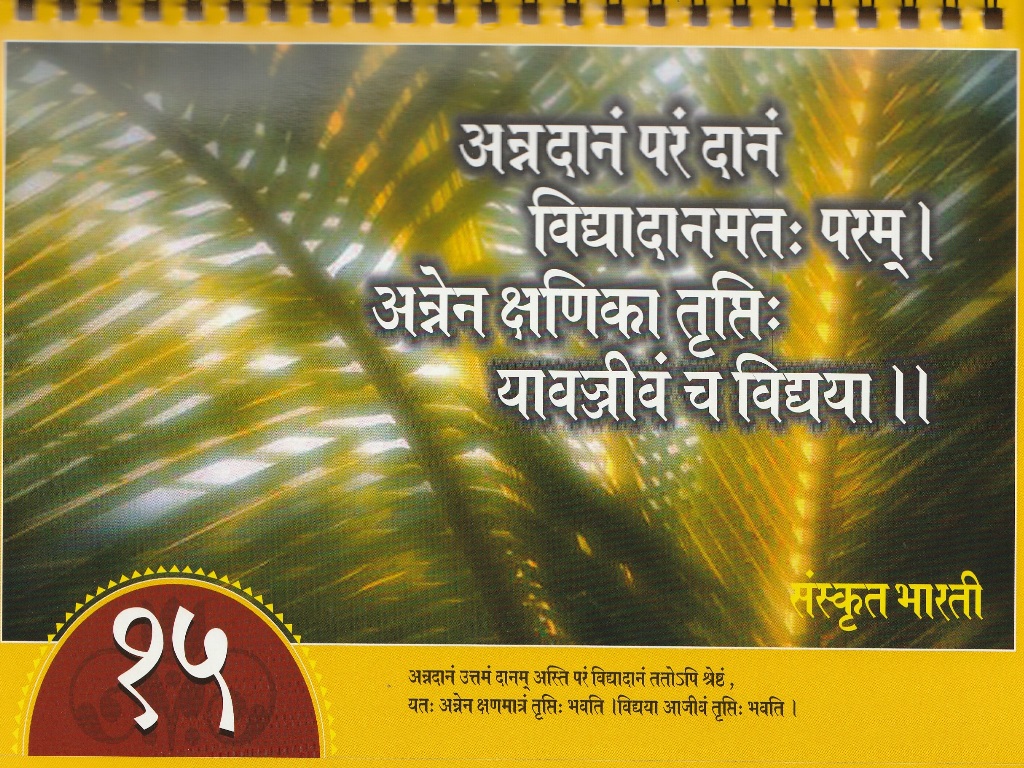 अन्नदानं परं दानं
विद्यादानमतः परम् ।
अन्नेन क्षणिका तृप्तिः
यावज्जीवं च विद्यया ।।
संस्कृत भारती
१५
अन्नदानं उत्तमं दानम् अस्ति परं विद्यादानं ततोऽपि श्रेष्ठं ,
यतः अन्नेन क्षणमात्रं तृप्तिः भवति ।विद्यया आजीवं तृप्तिः भवति ।